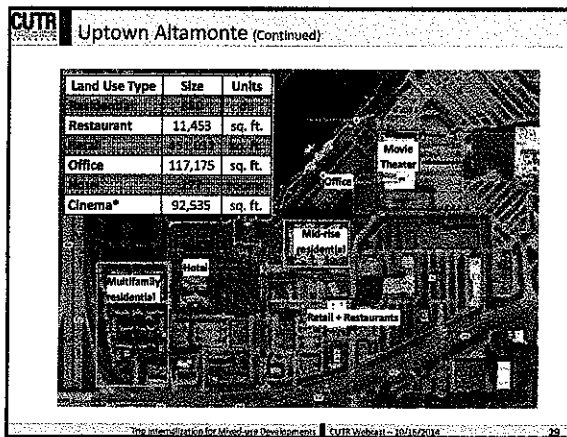 CUTR
Uptown Altamonte (Continued)
Land Use Type Size Units
Restaurant 11,453 sq. ft.
Office 117,175 sq. ft.
Cinema* 92,535 sq. ft.
Movie
Theater
Office
Mid-rise
residential
Hotel
Multifamily
residential
Retail + Restaurants
Trip Internalization for Mixed-use Developments CUTR Webcast – 10/16/2014 29